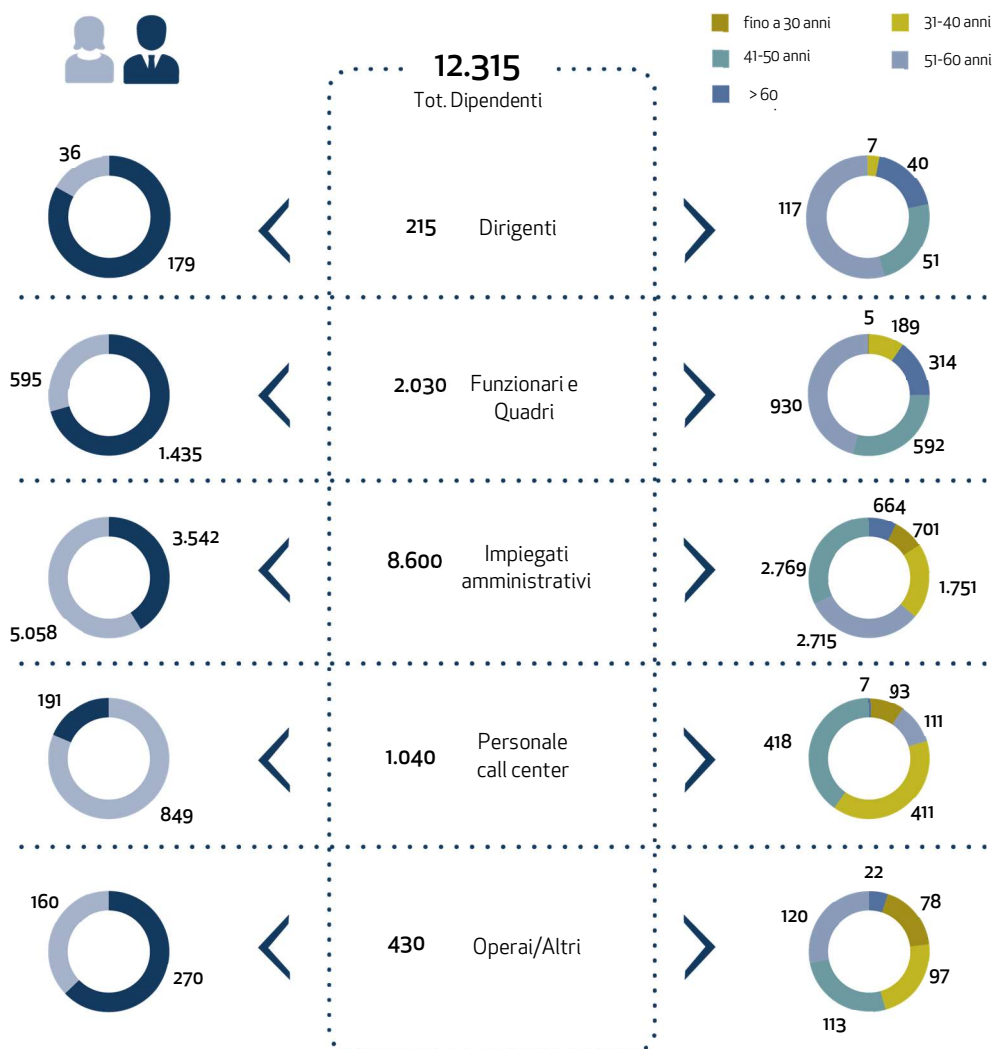 fino a 30 anni
31-40 anni
41-50 anni
51-60 anni
> 60
12.315
Tot. Dipendenti
36
179
215 Dirigenti
7
40
117
51
595
1.435
2.030 Funzionari e
Quadri
5
189
314
930
592
3.542
5.058
8.600 Impiegati
amministrativi
664
701
2.769
1.751
2.715
191
849
1.040 Personale
call center
7
93
111
418
411
160
270
430 Operai/Altri
22
78
120
97
113